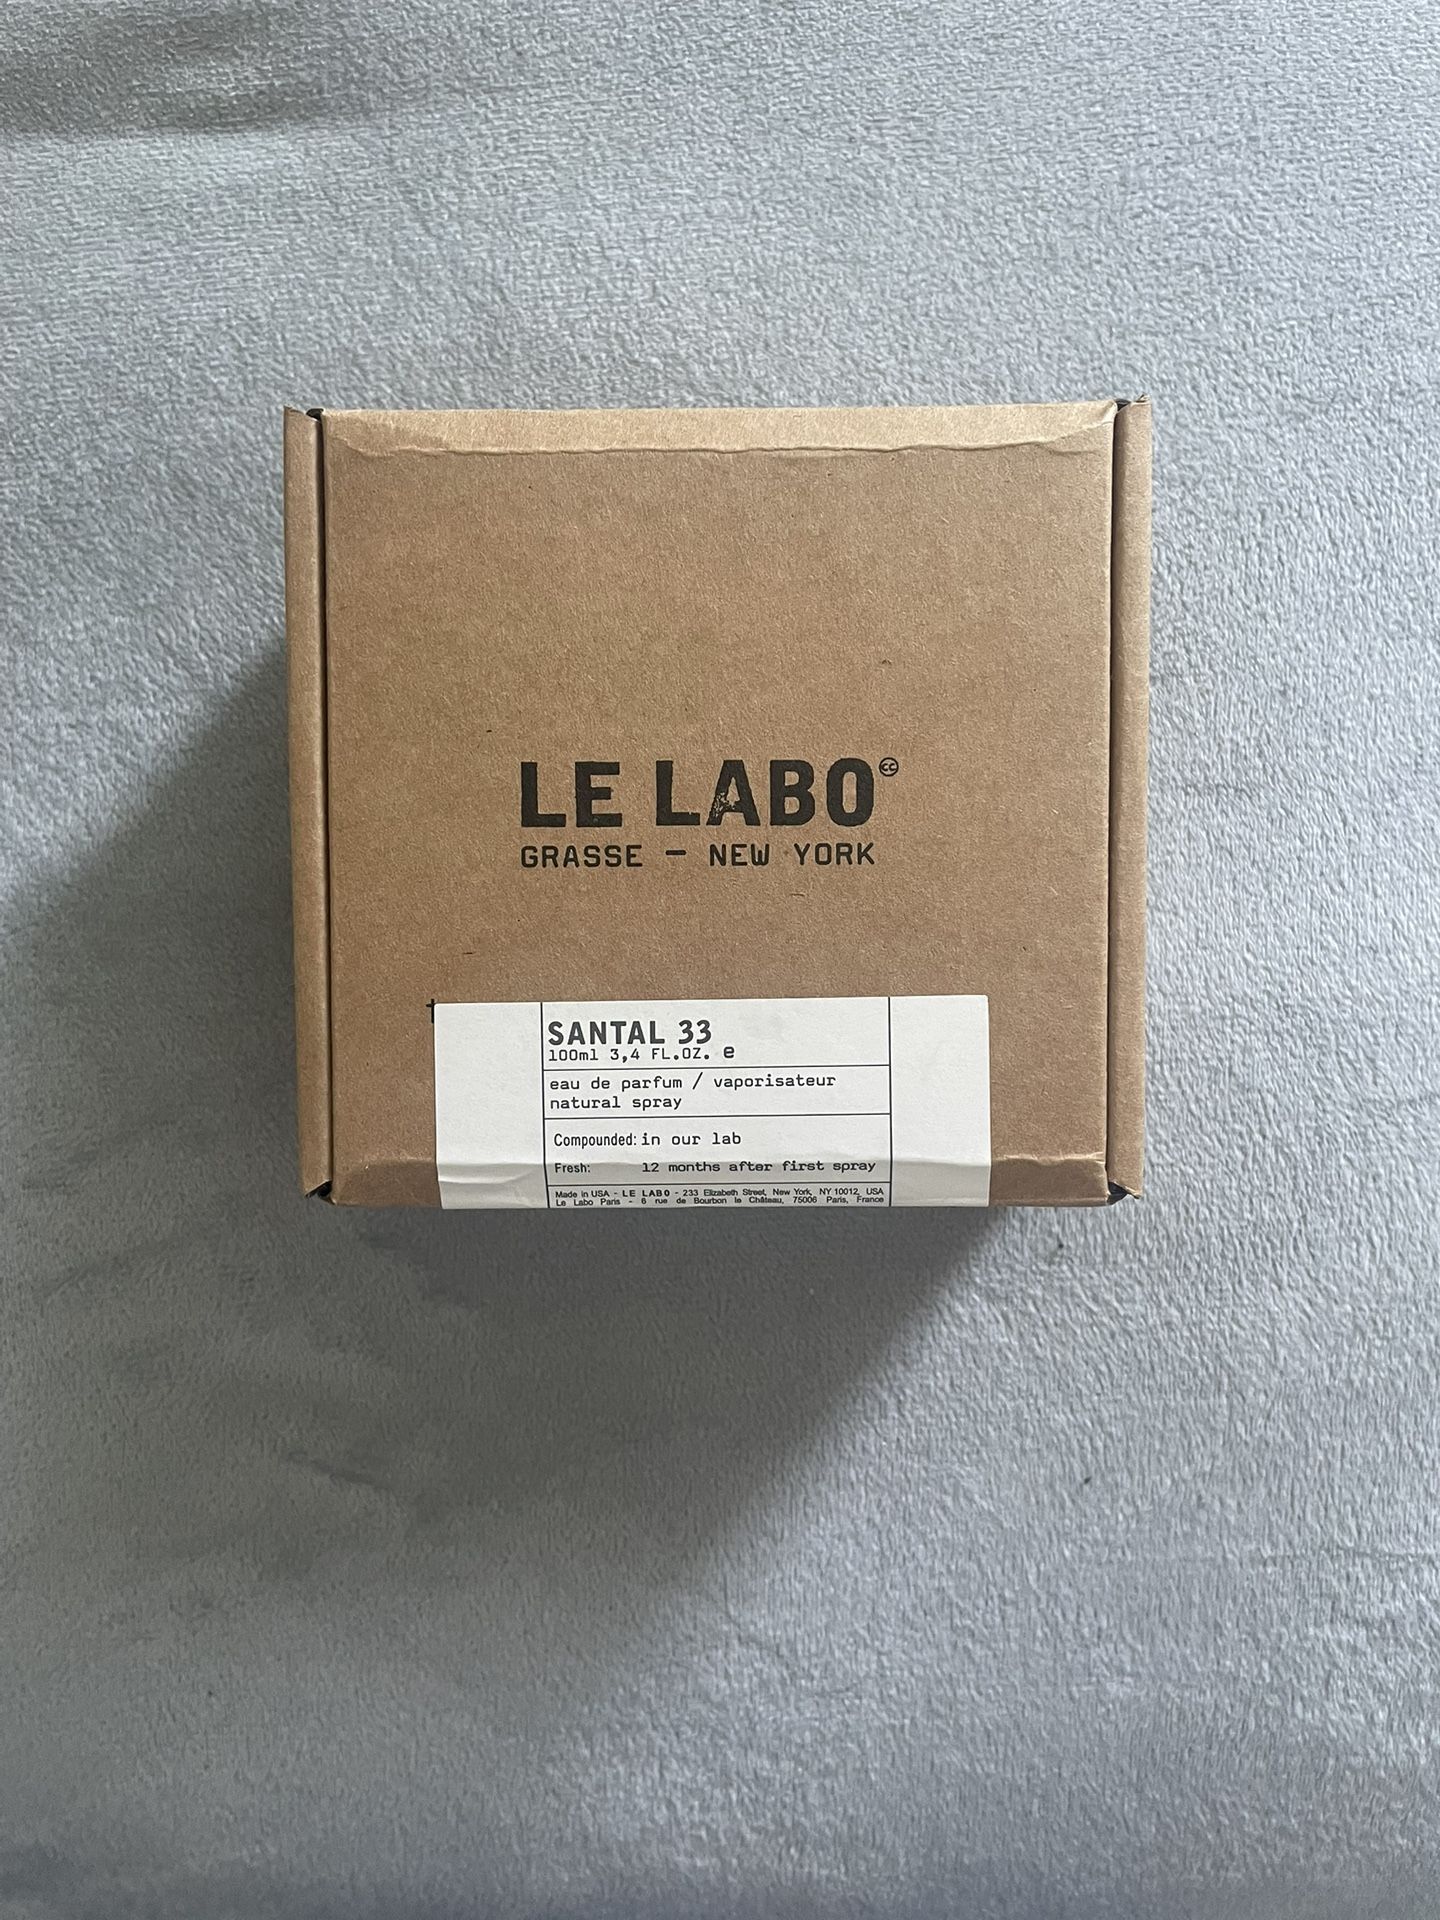 LE LABO
GRASSE — NEW YORK
SANTAL 33
100ml 3,4 FL.OZ. e
eau de parfum / vaporisateur
natural spray
Compounded: in our lab
Fresh: 12 months after first spray
Made in USA - LE LABO - 233 Elizabeth Street, New York, NY 10012, USA
Le Labo Paris - 6 rue de Bourbon le Château, 75006 Paris, France